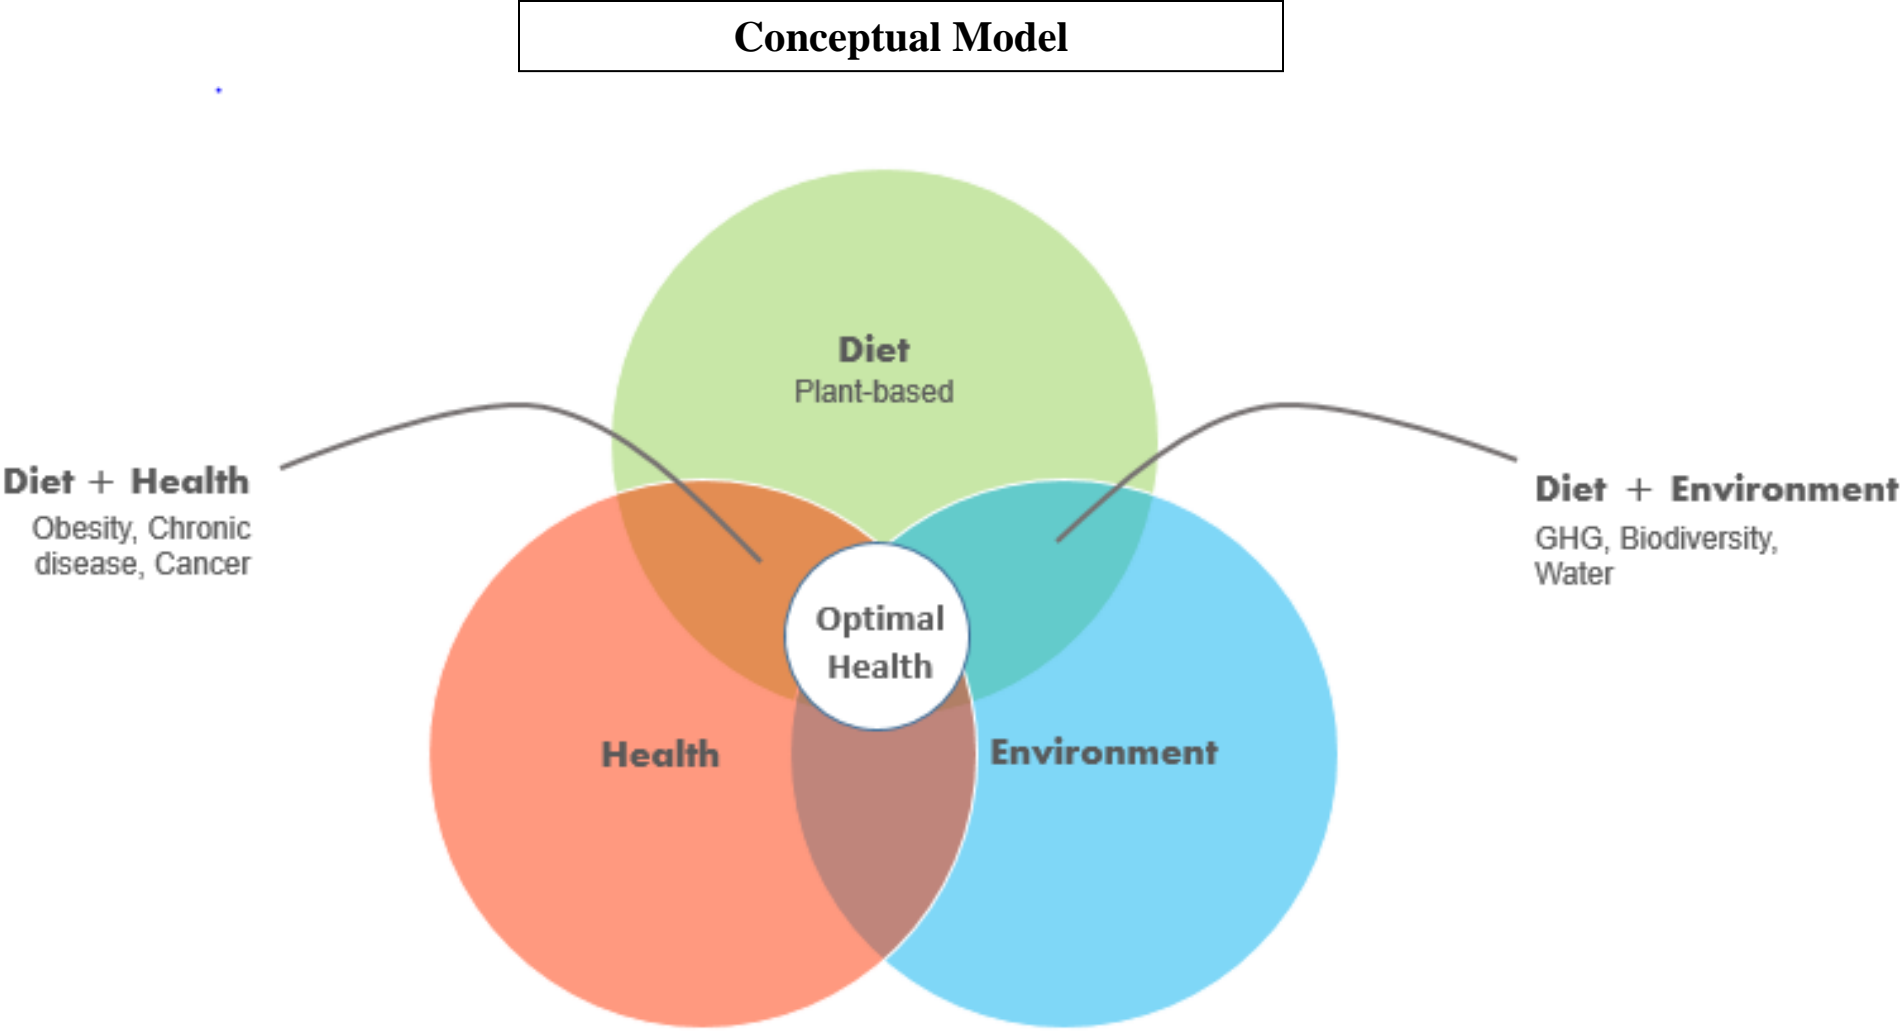 Conceptual Model
Diet
Plant-based
Diet + Health
Obesity, Chronic
disease, Cancer
Diet + Environment
GHG, Biodiversity,
Water
Optimal
Health
Health
Environment